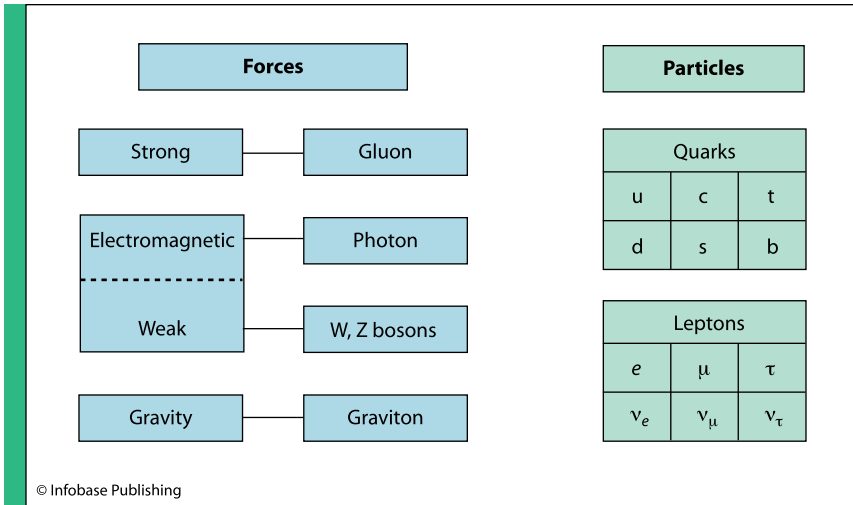 Forces
Strong
Gluon
Electromagnetic
Photon
Weak
W, Z bosons
Gravity
Graviton
Particles
Quarks
u c t
d s b
Leptons
e μ τ
νe νμ ντ
© Infobase Publishing